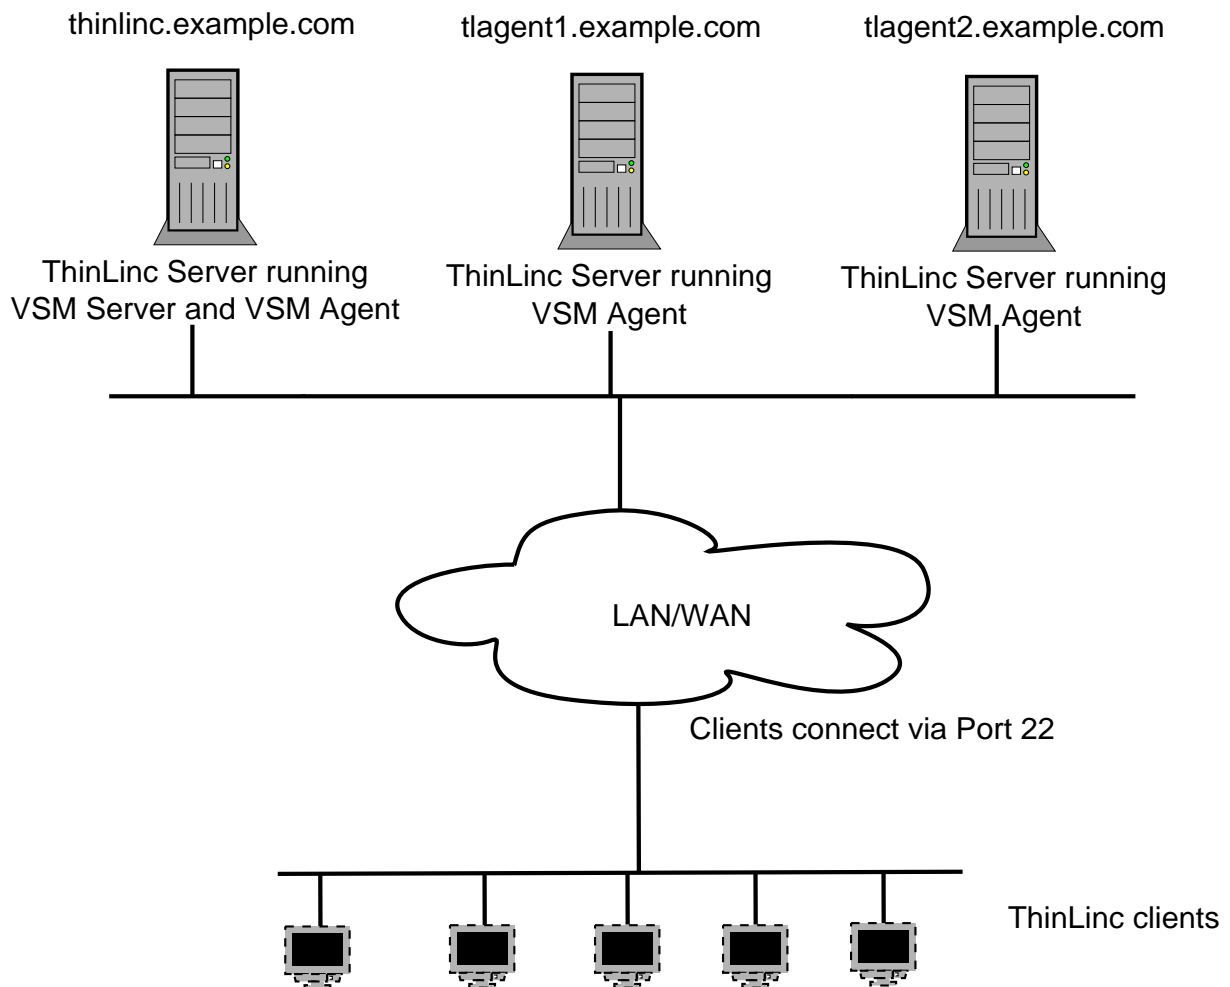 thinlinc.example.com
tlagent1.example.com
tlagent2.example.com
ThinLinc Server running
VSM Server and VSM Agent
ThinLinc Server running
VSM Agent
ThinLinc Server running
VSM Agent
LAN/WAN
Clients connect via Port 22
ThinLinc clients